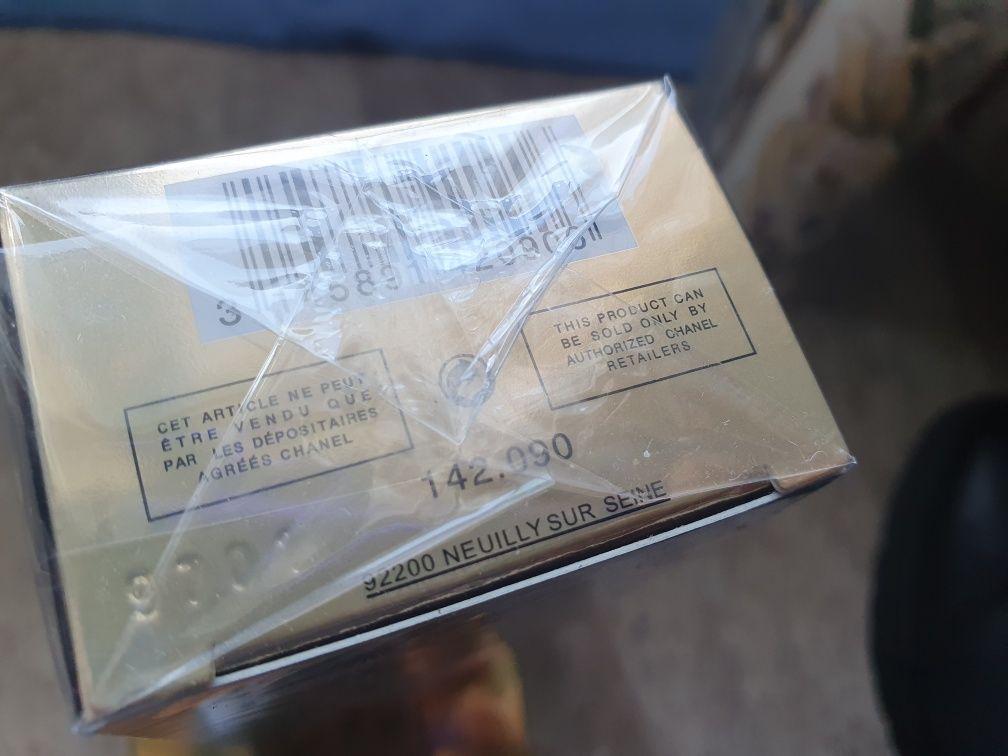 CET ARTICLE NE PEUT
ÊTRE VENDU QUE
PAR LES DÉPOSITAIRES
AGRÉÉS CHANEL
THIS PRODUCT CAN
BE SOLD ONLY BY
AUTHORIZED CHANEL
RETAILERS
142.090
92200 NEUILLY SUR SEINE